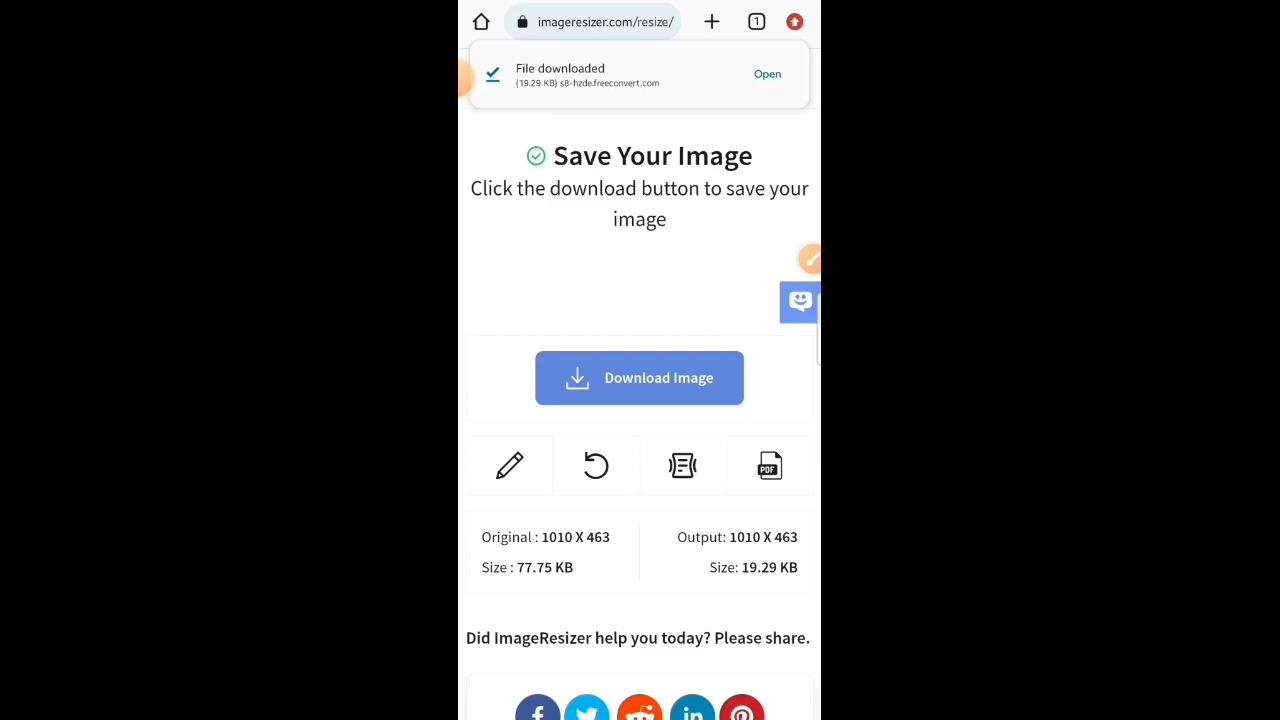 imageresizer.com/resize/
1
File downloaded
(19.29 KB) s8-hzde.freeconvert.com
Open
Save Your Image
Click the download button to save your
image
Download Image
PDF
Original : 1010 X 463
Output: 1010 X 463
Size : 77.75 KB
Size: 19.29 KB
Did ImageResizer help you today? Please share.